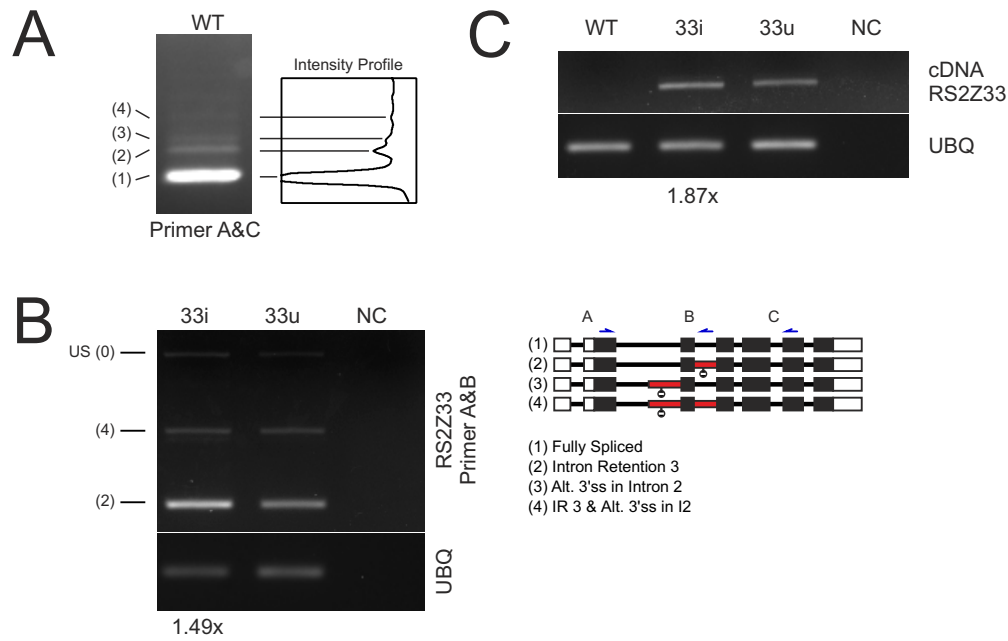 A
WT
Intensity Profile
(4)
(3)
(2)
(1)
Primer A&C
C
WT 33i 33u NC
cDNA
RS2Z33
UBQ
1.87x
B
33i 33u NC
US (0)
(4)
(2)
RS2Z33
Primer A&B
UBQ
1.49x
A B C
(1)
(2)
(3)
(4)
(1) Fully Spliced
(2) Intron Retention 3
(3) Alt. 3'ss in Intron 2
(4) IR 3 & Alt. 3'ss in I2